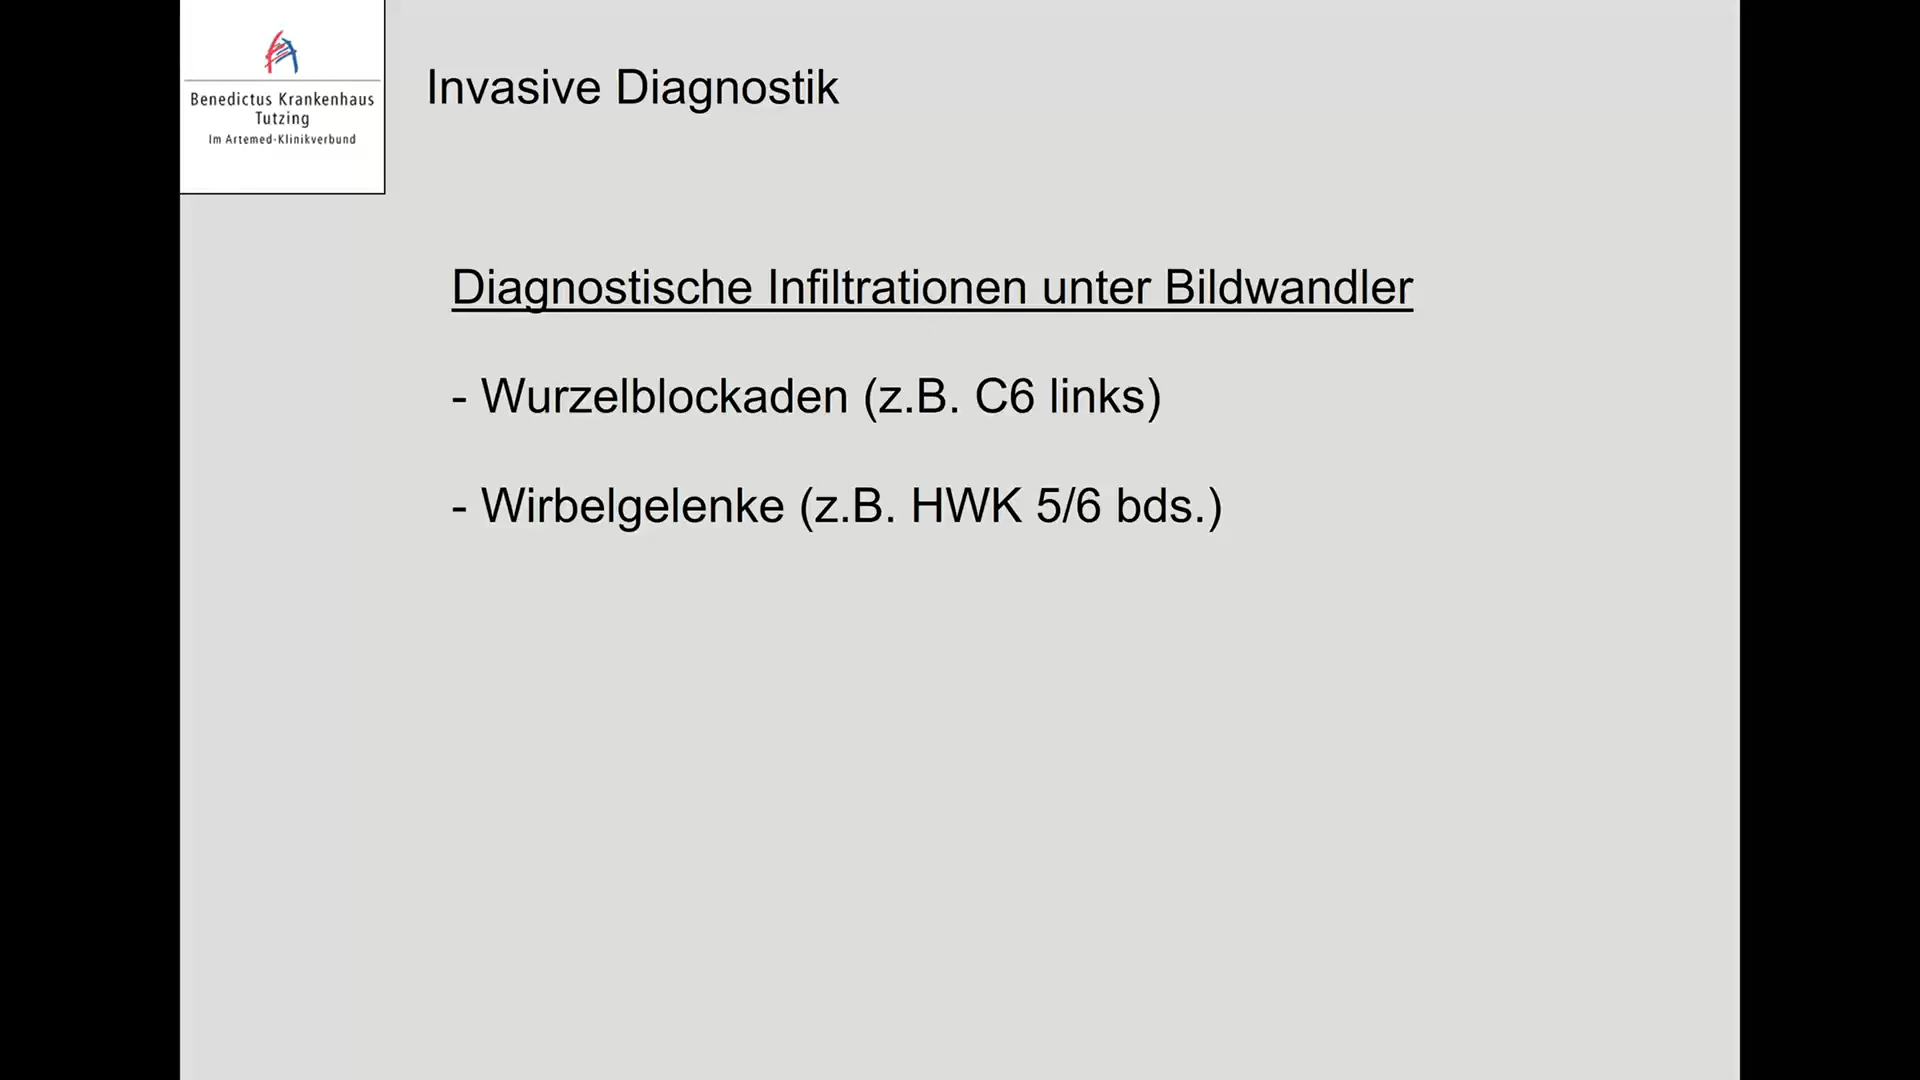 Benedictus Krankenhaus
Tutzing
Im Artemed-Klinikverbund
Invasive Diagnostik
Diagnostische Infiltrationen unter Bildwandler
- Wurzelblockaden (z.B. C6 links)
- Wirbelgelenke (z.B. HWK 5/6 bds.)